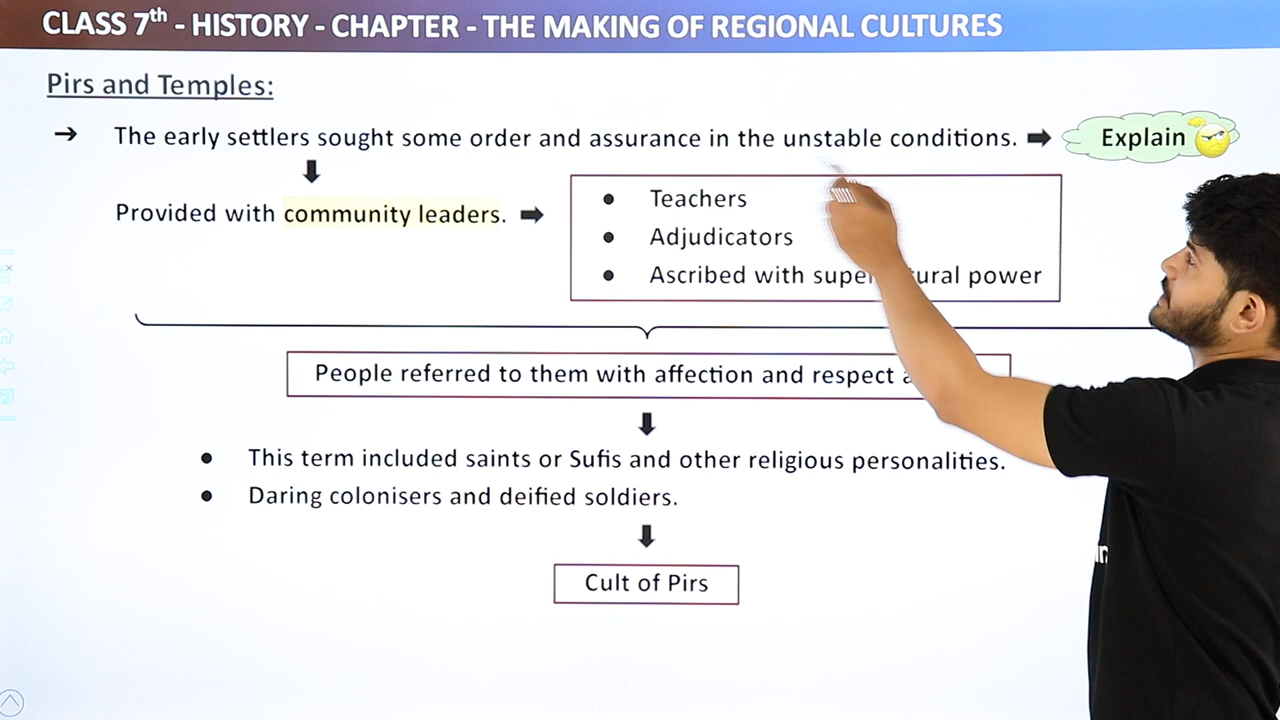 CLASS 7th - HISTORY - CHAPTER - THE MAKING OF REGIONAL CULTURES
Pirs and Temples:
→ The early settlers sought some order and assurance in the unstable conditions. ➡ Explain
Provided with community leaders. ➡
• Teachers
• Adjudicators
• Ascribed with power
People referred to them with affection and respect
• This term included saints or Sufis and other religious personalities.
• Daring colonisers and deified soldiers.
Cult of Pirs